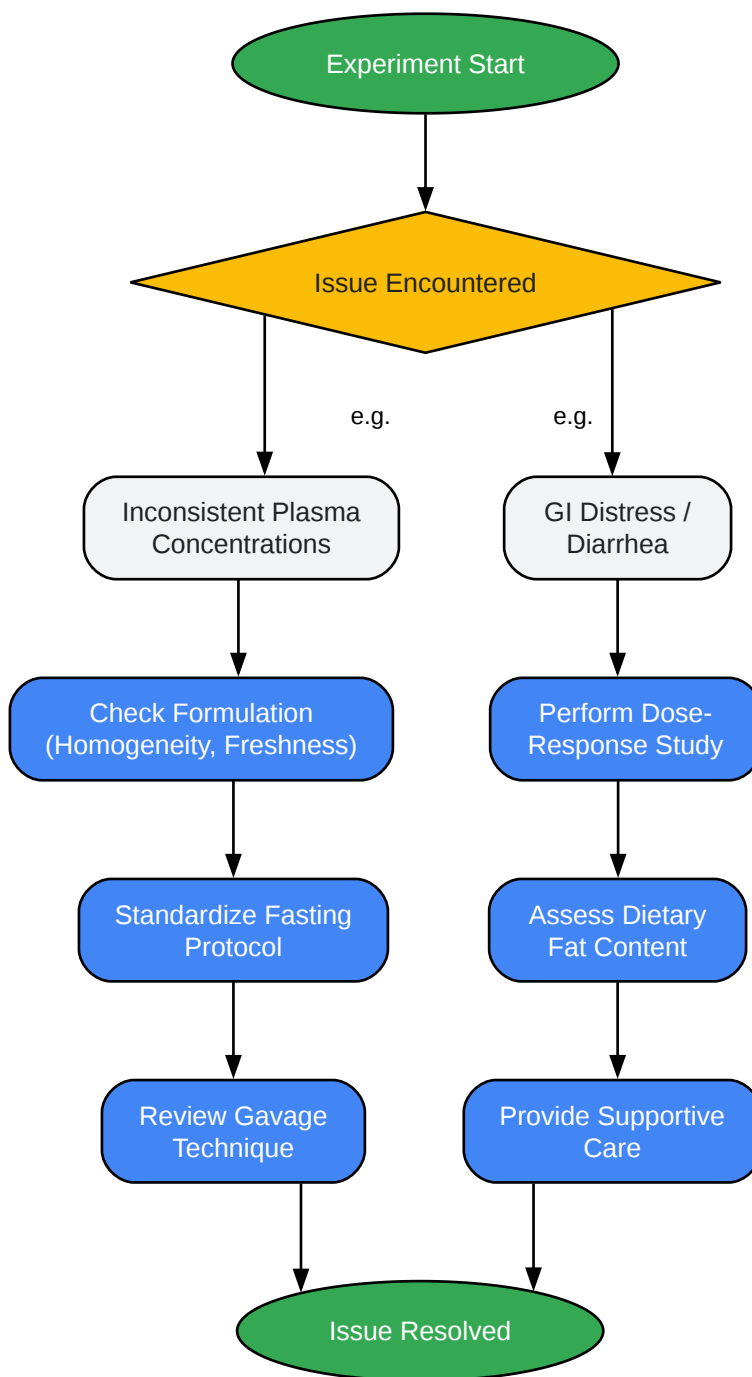 Experiment Start
Issue Encountered
e.g.
e.g.
Inconsistent Plasma
Concentrations
GI Distress /
Diarrhea
Check Formulation
(Homogeneity, Freshness)
Perform Dose-
Response Study
Standardize Fasting
Protocol
Assess Dietary
Fat Content
Review Gavage
Technique
Provide Supportive
Care
Issue Resolved